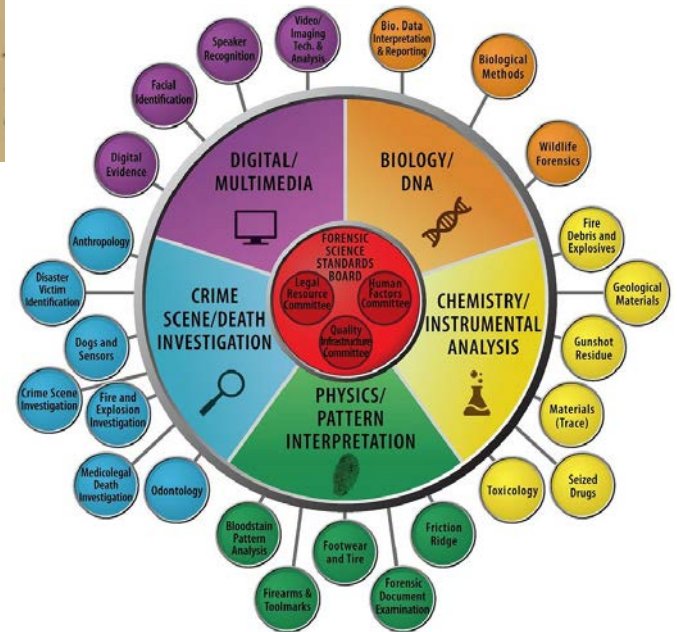 Video/
Imaging
Tech. &
Analysis
Speaker
Recognition
Facial
Identification
Digital
Evidence
Bio. Data
Interpretation
& Reporting
Biological
Methods
Wildlife
Forensics
DIGITAL/
MULTIMEDIA
BIOLOGY/
DNA
FORENSIC
SCIENCE
STANDARDS
BOARD
Legal
Resource
Committee
Human
Factors
Committee
Quality
Infrastructure
Committee
CRIME
SCENE/DEATH
INVESTIGATION
CHEMISTRY/
INSTRUMENTAL
ANALYSIS
PHYSICS/
PATTERN
INTERPRETATION
Anthropology
Disaster
Victim
Identification
Dogs and
Sensors
Crime Scene
Investigation
Fire and
Explosion
Investigation
Medicolegal
Death
Investigation
Odontology
Fire
Debris and
Explosives
Geological
Materials
Gunshot
Residue
Materials
(Trace)
Seized
Drugs
Toxicology
Bloodstain
Pattern
Analysis
Firearms &
Toolmarks
Footwear
and Tire
Forensic
Document
Examination
Friction
Ridge